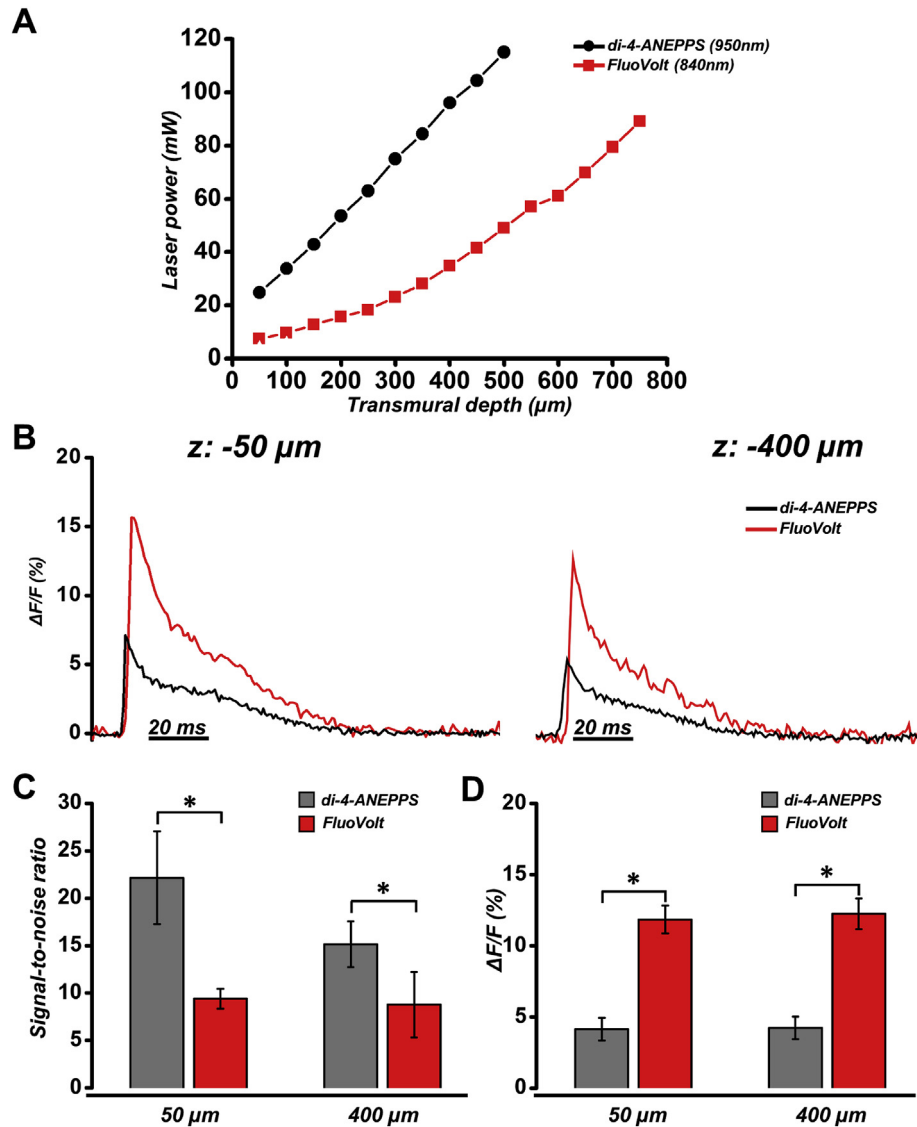 A
120
100
80
60
40
20
0
Laser power (mW)
di-4-ANEPPS (950nm)
FluoVolt (840nm)
0 100 200 300 400 500 600 700 800
Transmural depth (µm)
B
z: -50 µm
z: -400 µm
20
15
10
5
0
ΔF/F (%)
di-4-ANEPPS
FluoVolt
20 ms
20 ms
C
30
25
20
15
10
5
0
Signal-to-noise ratio
di-4-ANEPPS
FluoVolt
*
*
50 µm
400 µm
D
20
15
10
5
0
ΔF/F (%)
di-4-ANEPPS
FluoVolt
*
*
50 µm
400 µm